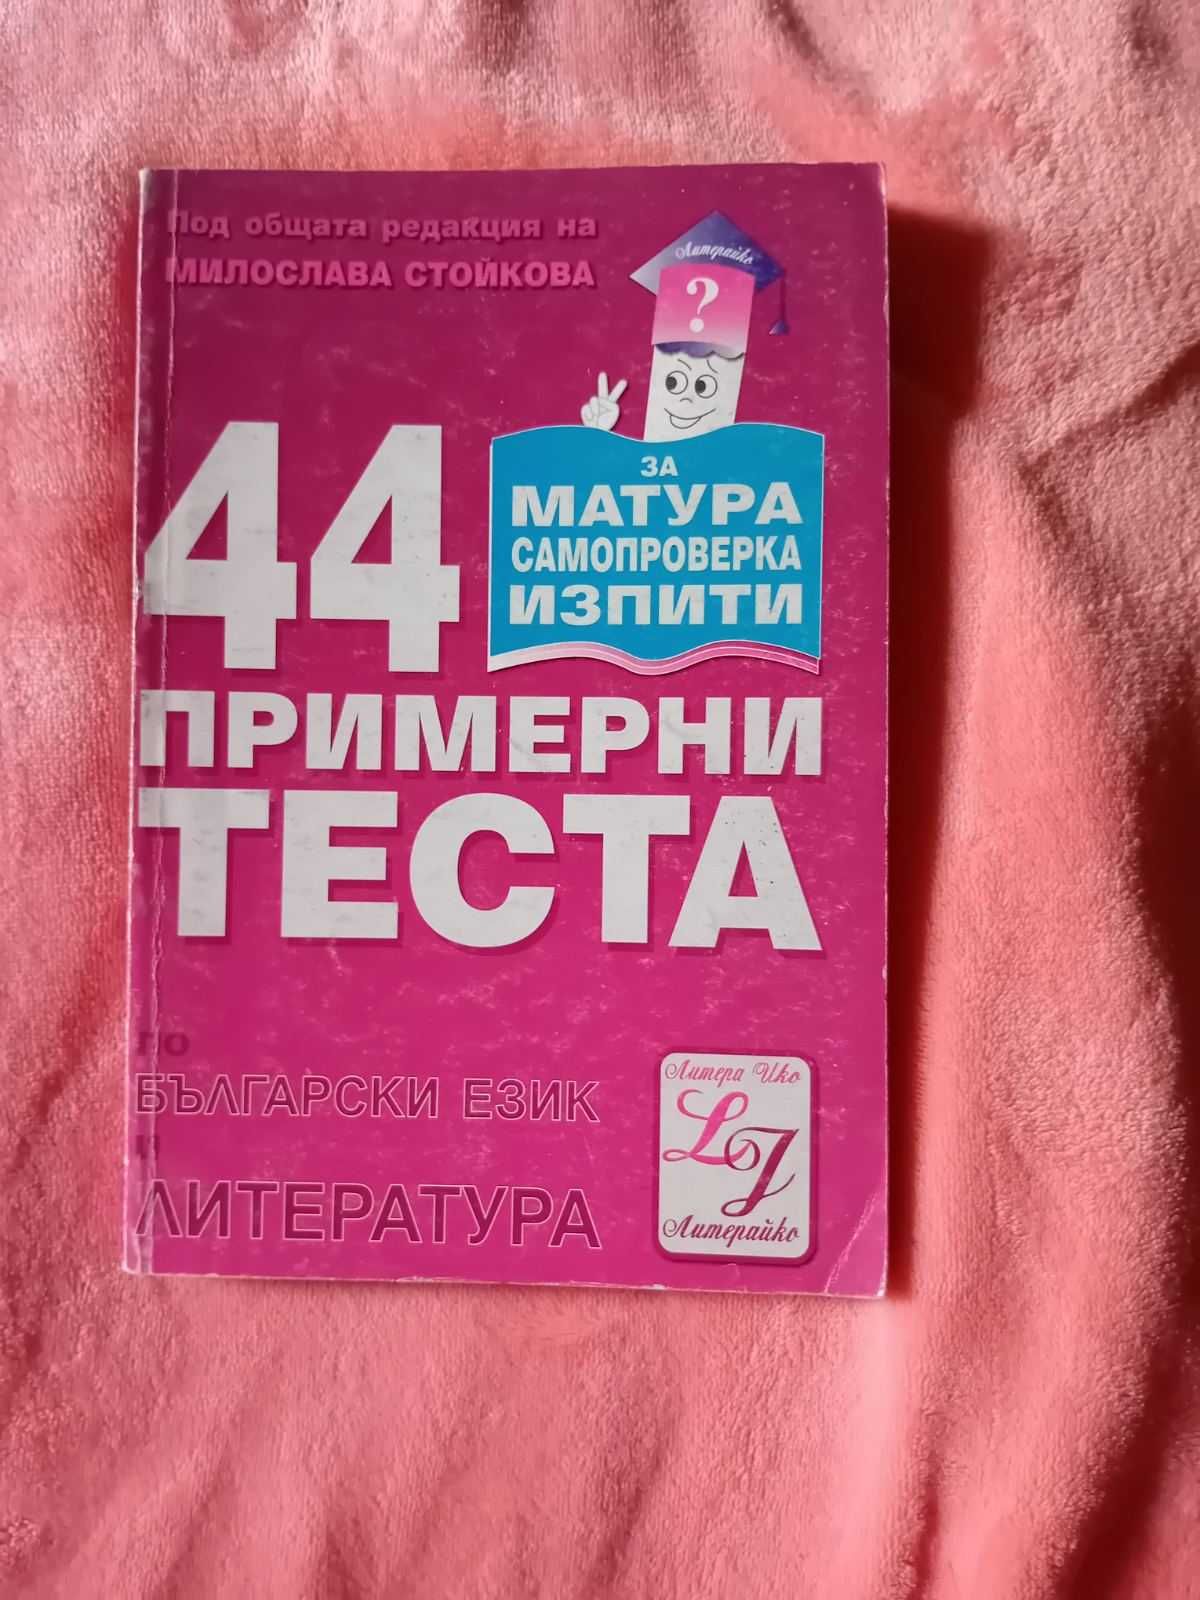 Под общата редакция на
МИЛОСЛАВА СТОЙКОВА
Литерайко
?
44
ЗА
МАТУРА
САМОПРОВЕРКА
ИЗПИТИ
ПРИМЕРНИ
ТЕСТА
по
БЪЛГАРСКИ ЕЗИК
и
ЛИТЕРАТУРА
Литера Ико
LJ
Литерайко